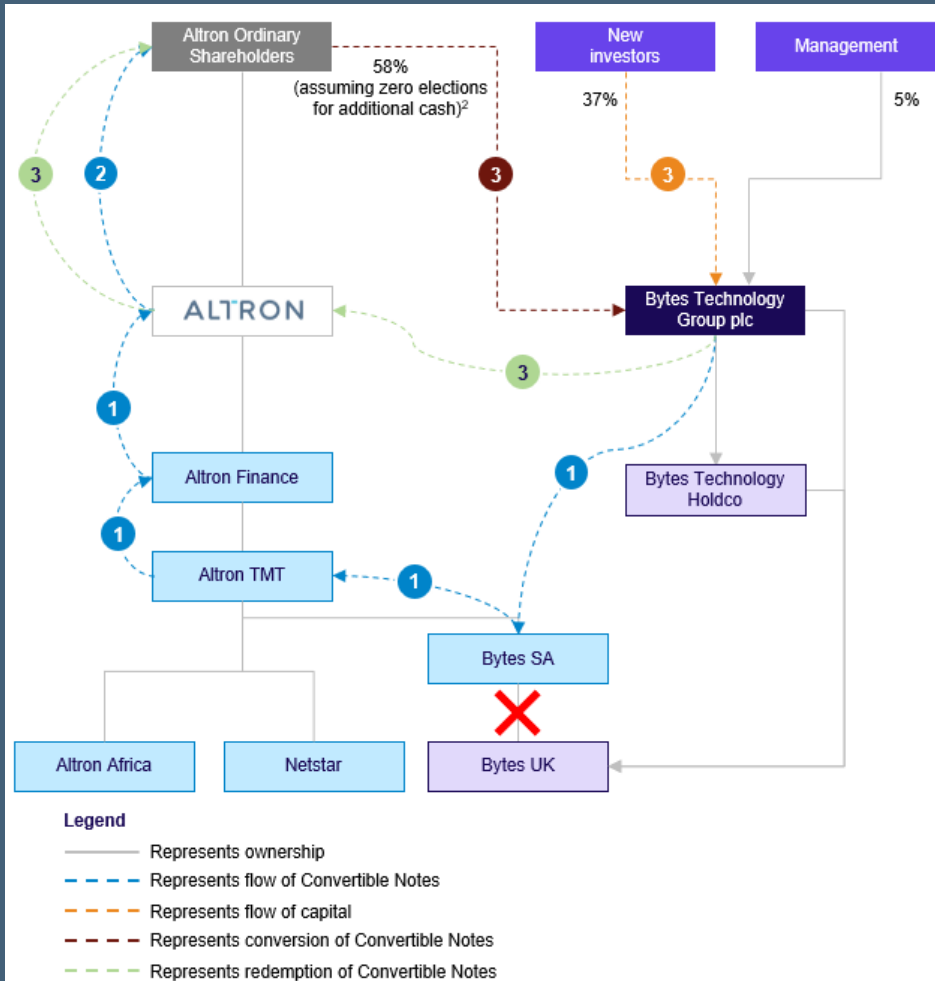 Altron Ordinary
Shareholders
New
investors
Management
58%
(assuming zero elections
for additional cash)2
37%
5%
3
2
3
3
ALTRON
Bytes Technology
Group plc
3
1
Altron Finance
1
Bytes Technology
Holdco
1
Altron TMT
1
Bytes SA
Altron Africa
Netstar
Bytes UK
Legend
Represents ownership
Represents flow of Convertible Notes
Represents flow of capital
Represents conversion of Convertible Notes
Represents redemption of Convertible Notes